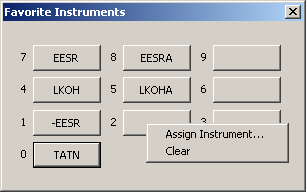 Favorite Instruments
7 EESR 8 EESRA 9
4 LKOH 5 LKOHA 6
1 -EESR 2 3
Assign Instrument...
Clear
0 TATN